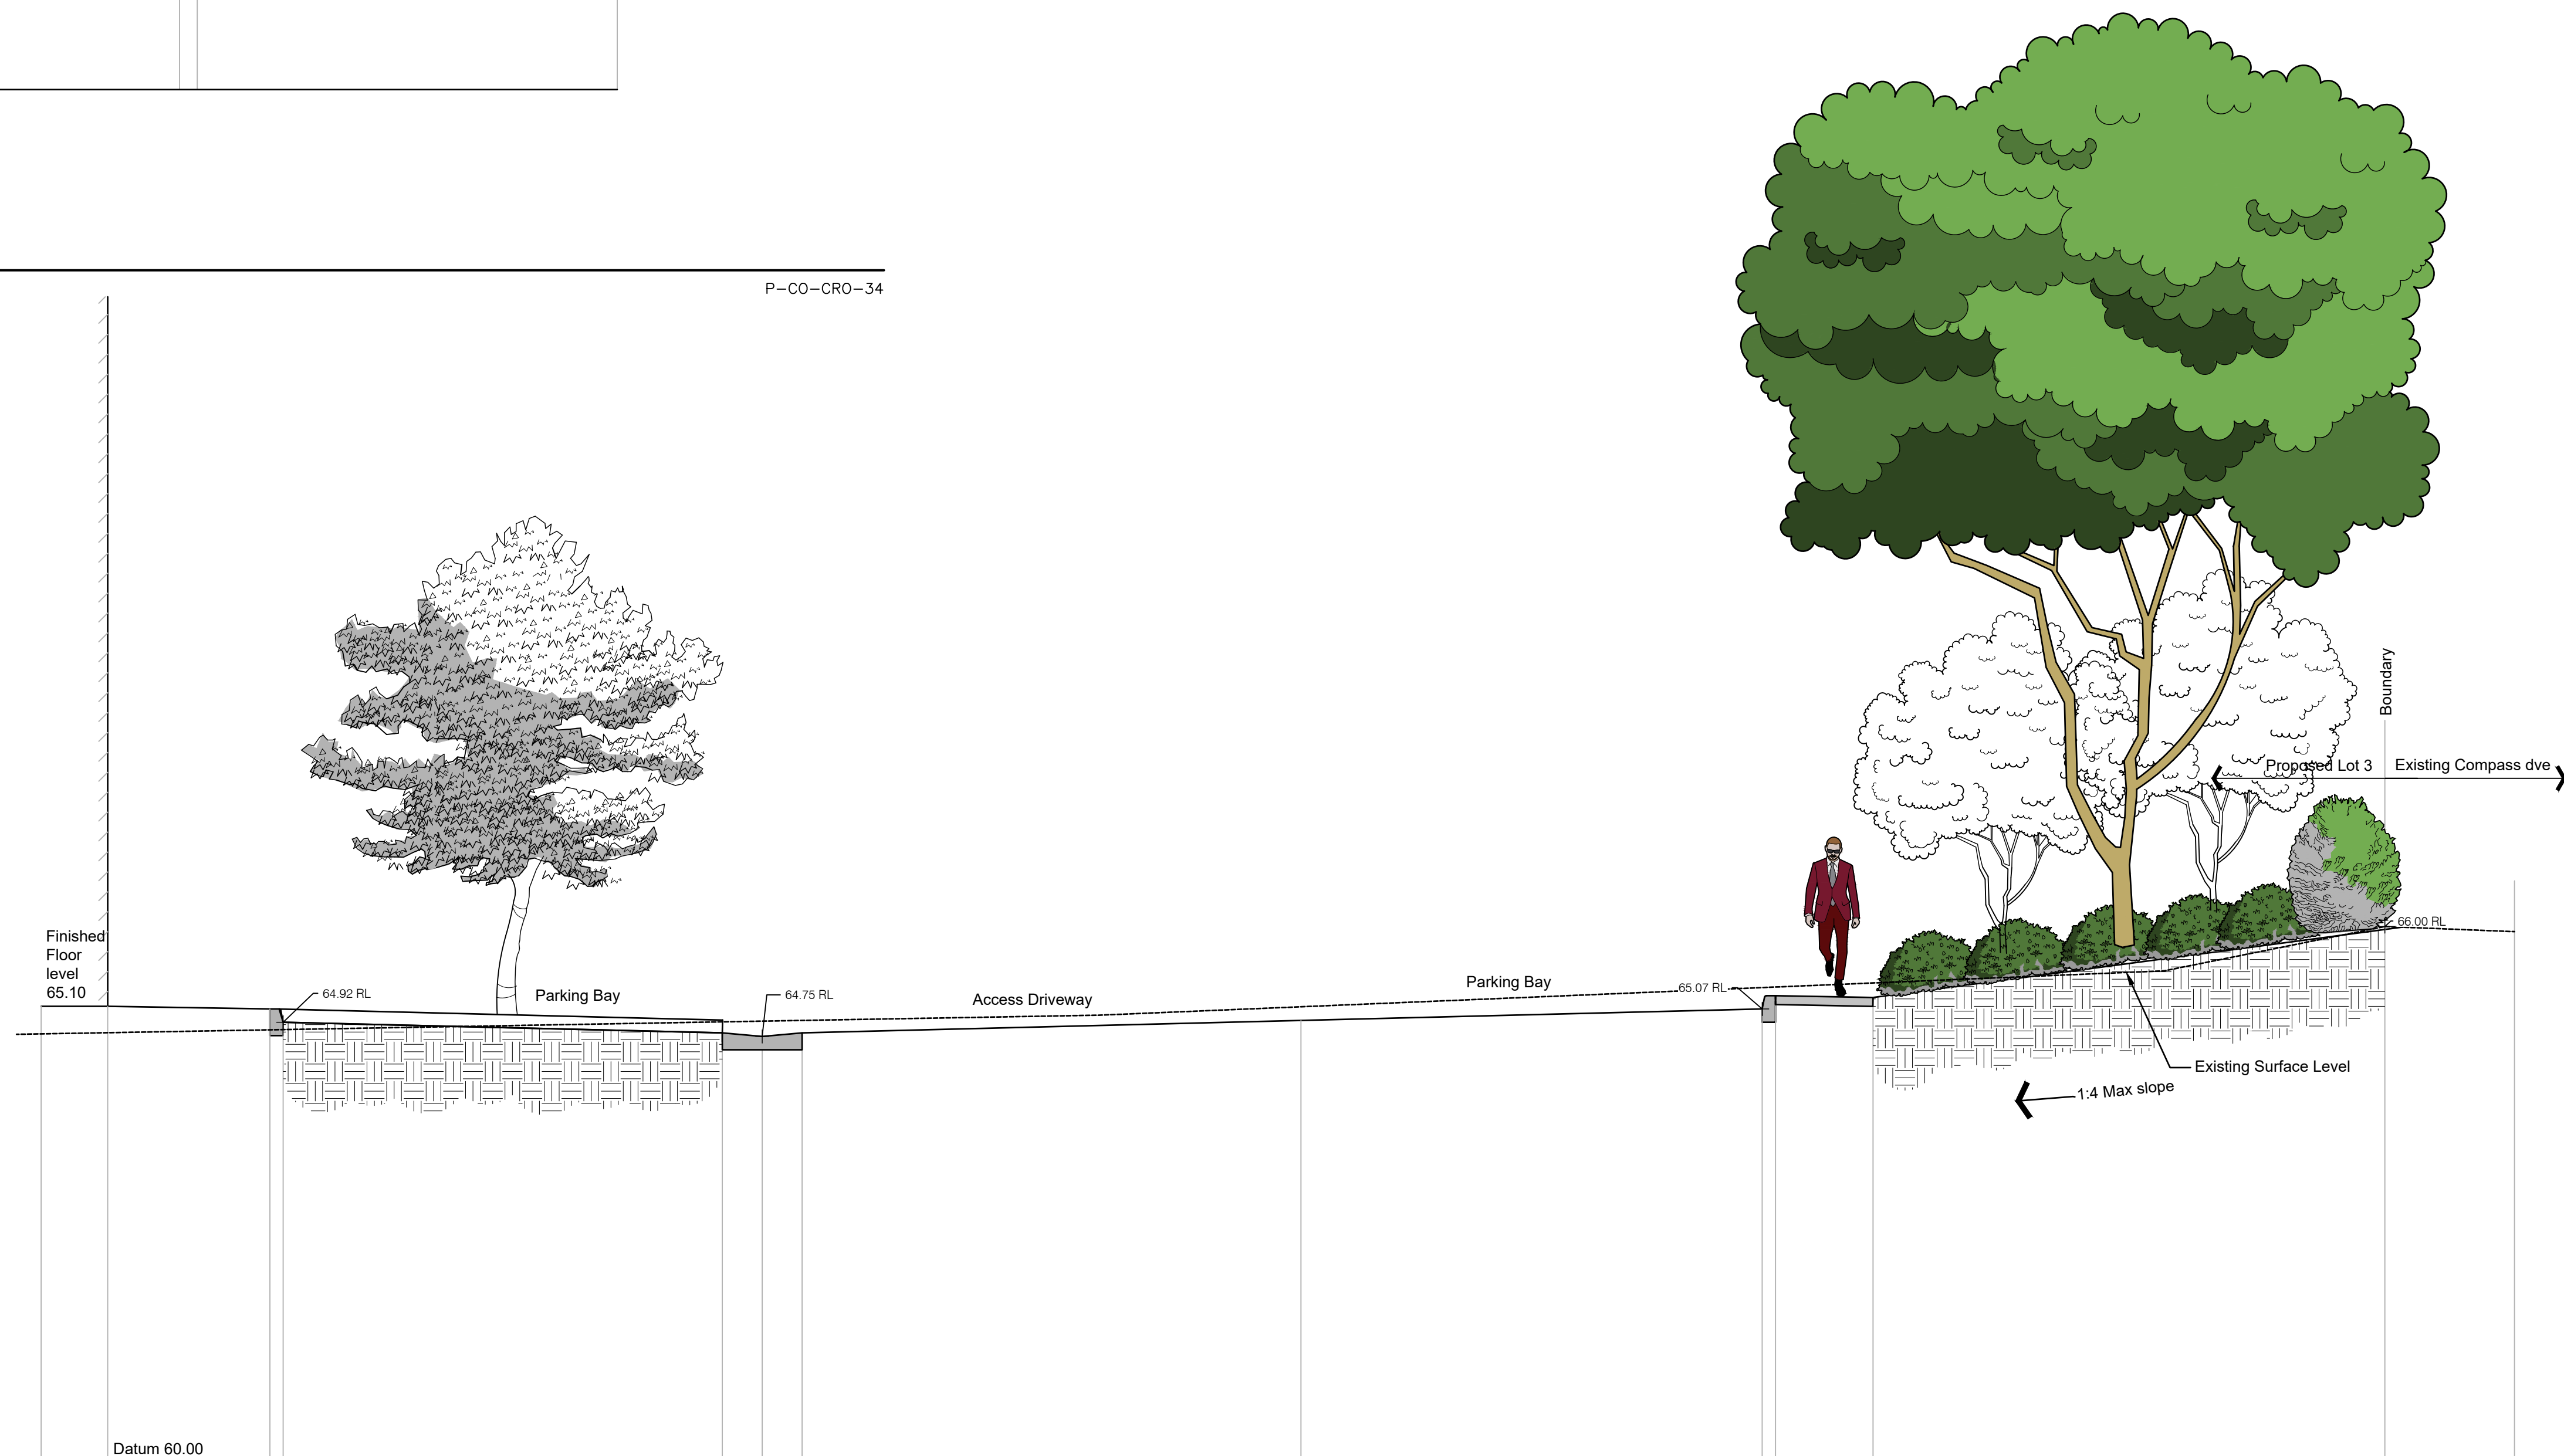 P-CO-CRO-34
Boundary
Proposed Lot 3
Existing Compass dve
66.00 RL
Finished
Floor
level
65.10
64.92 RL
Parking Bay
64.75 RL
Access Driveway
Parking Bay
65.07 RL
Existing Surface Level
1:4 Max slope
Datum 60.00